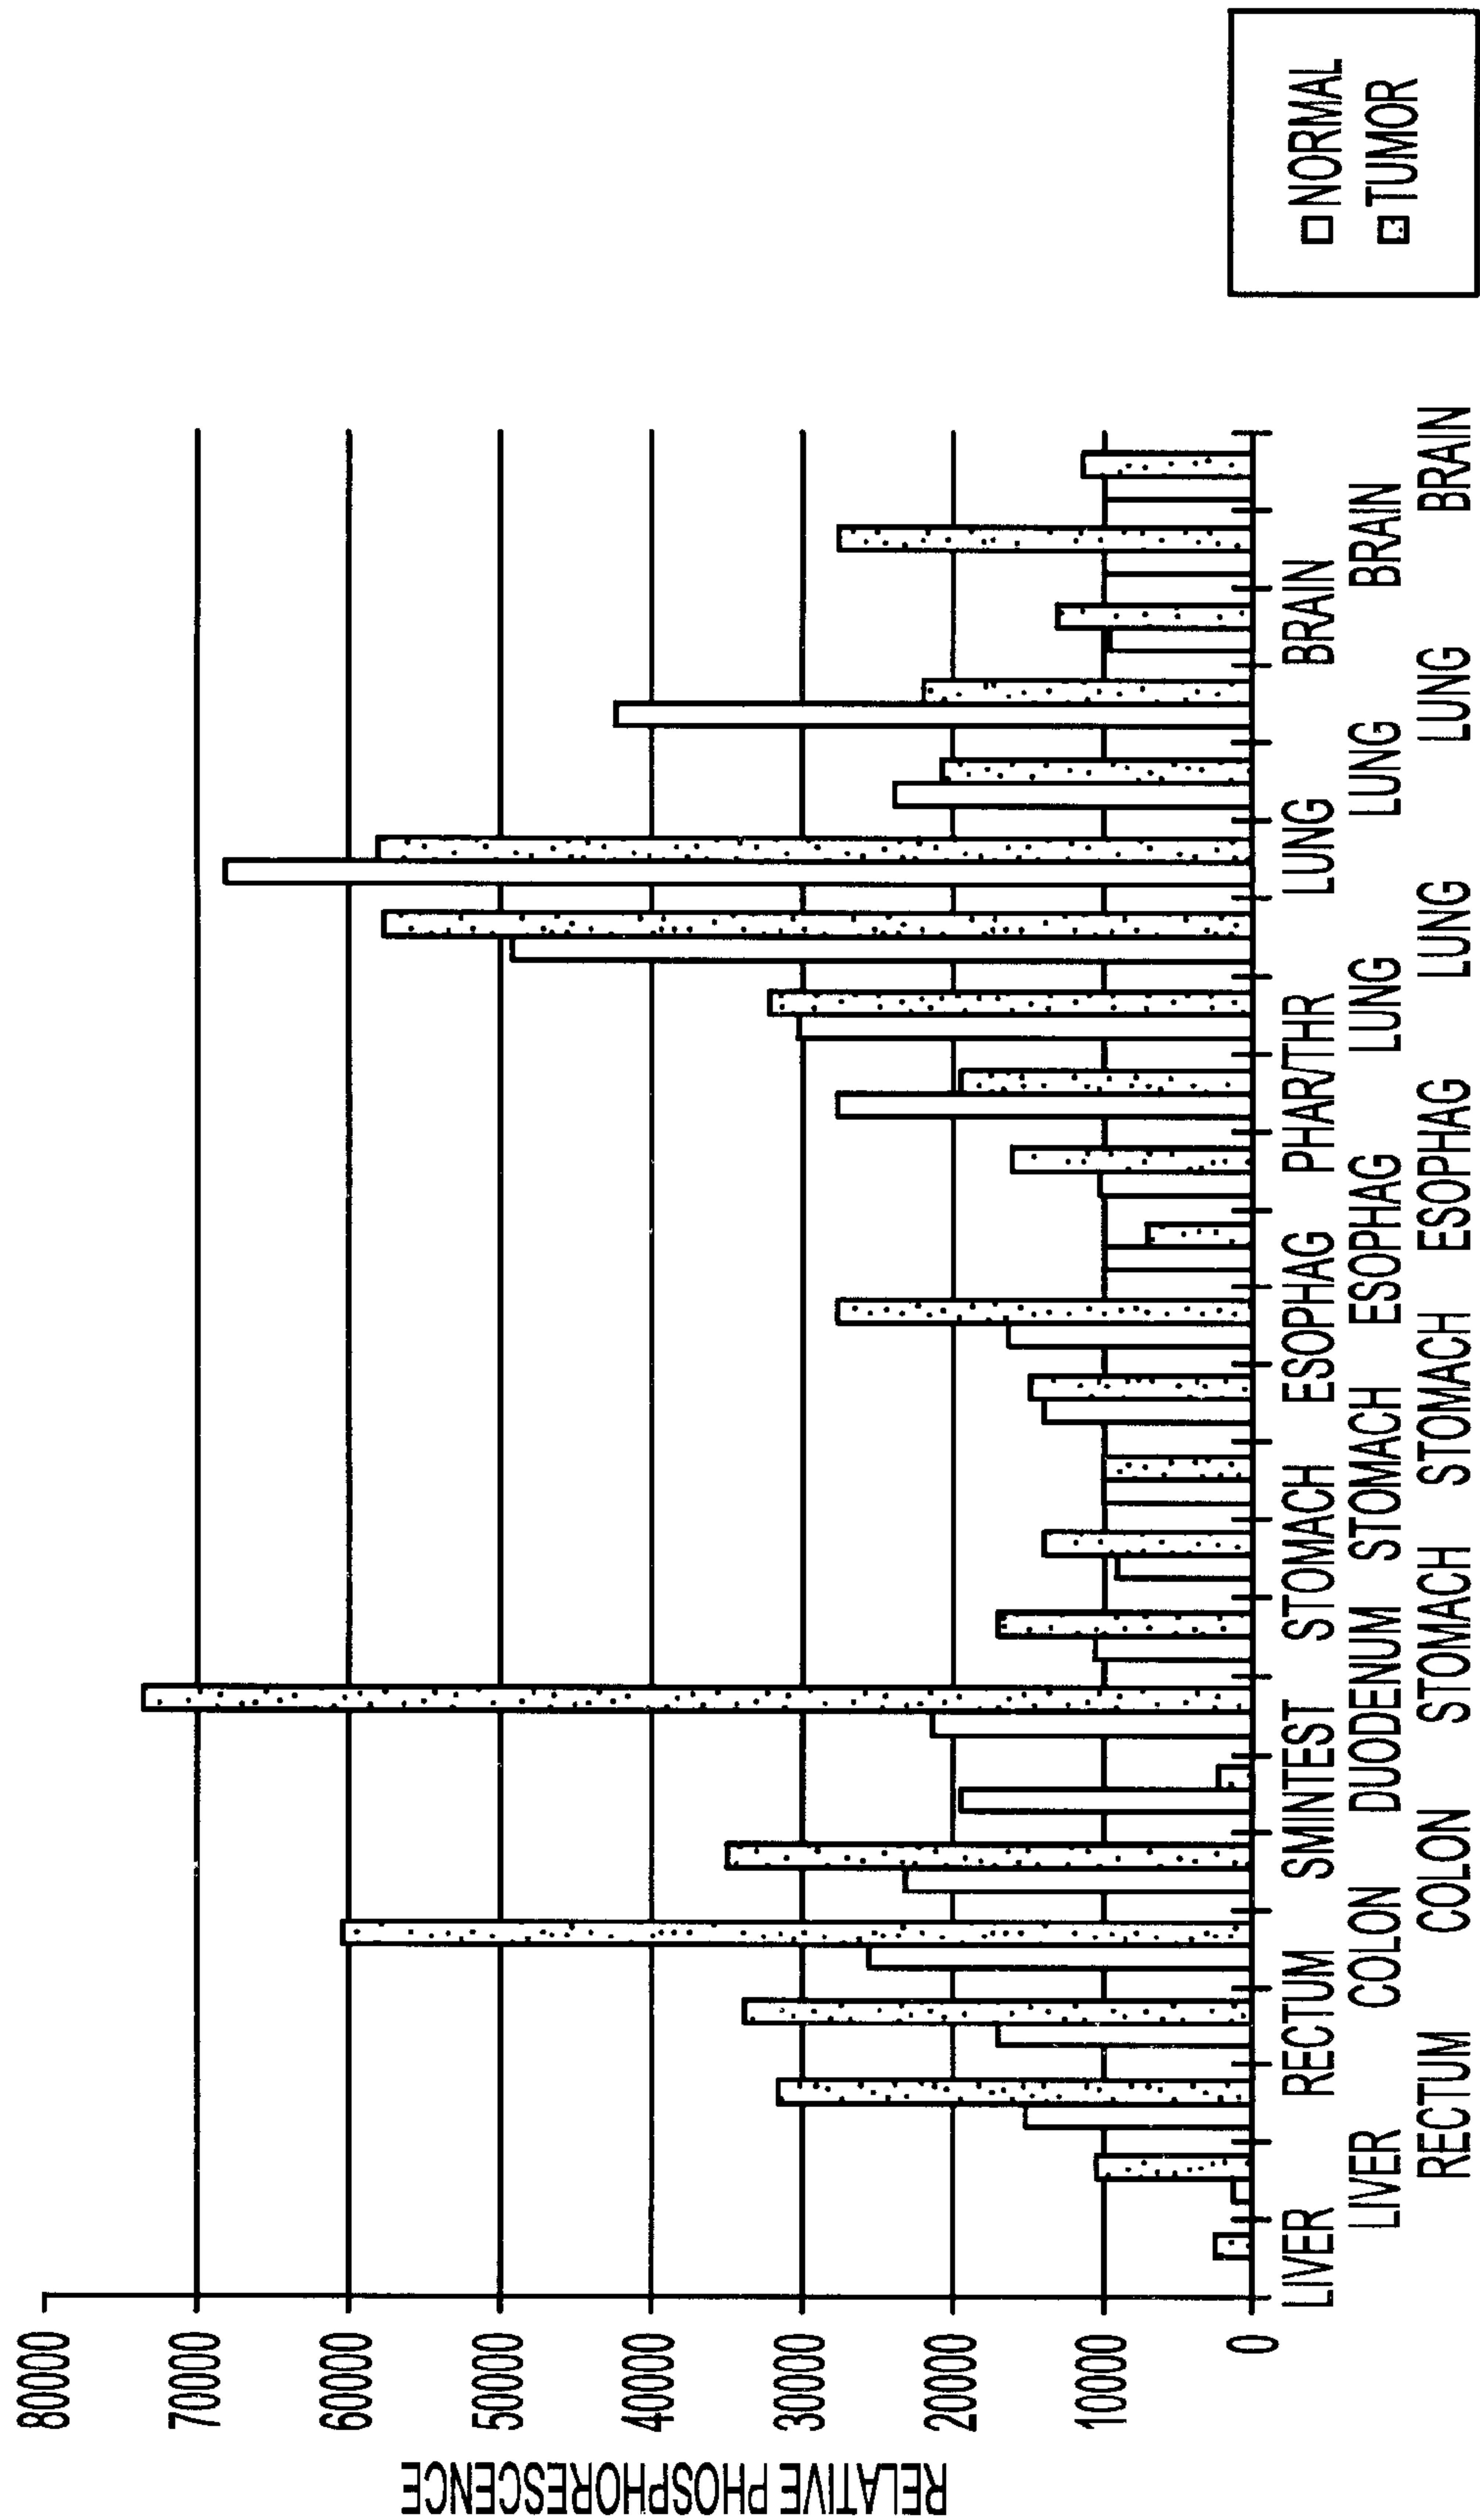 RELATIVE PHOSPHORESCENCE
80000
70000
60000
50000
40000
30000
20000
10000
0
LIVER RECTUM SMINTEST STOMACH ESOPHAG PHAR/THR LUNG BRAIN
LIVER COLON DUODENUM STOMACH ESOPHAG LUNG LUNG BRAIN
RECTUM COLON STOMACH STOMACH ESOPHAG LUNG LUNG BRAIN
NORMAL
TUMOR